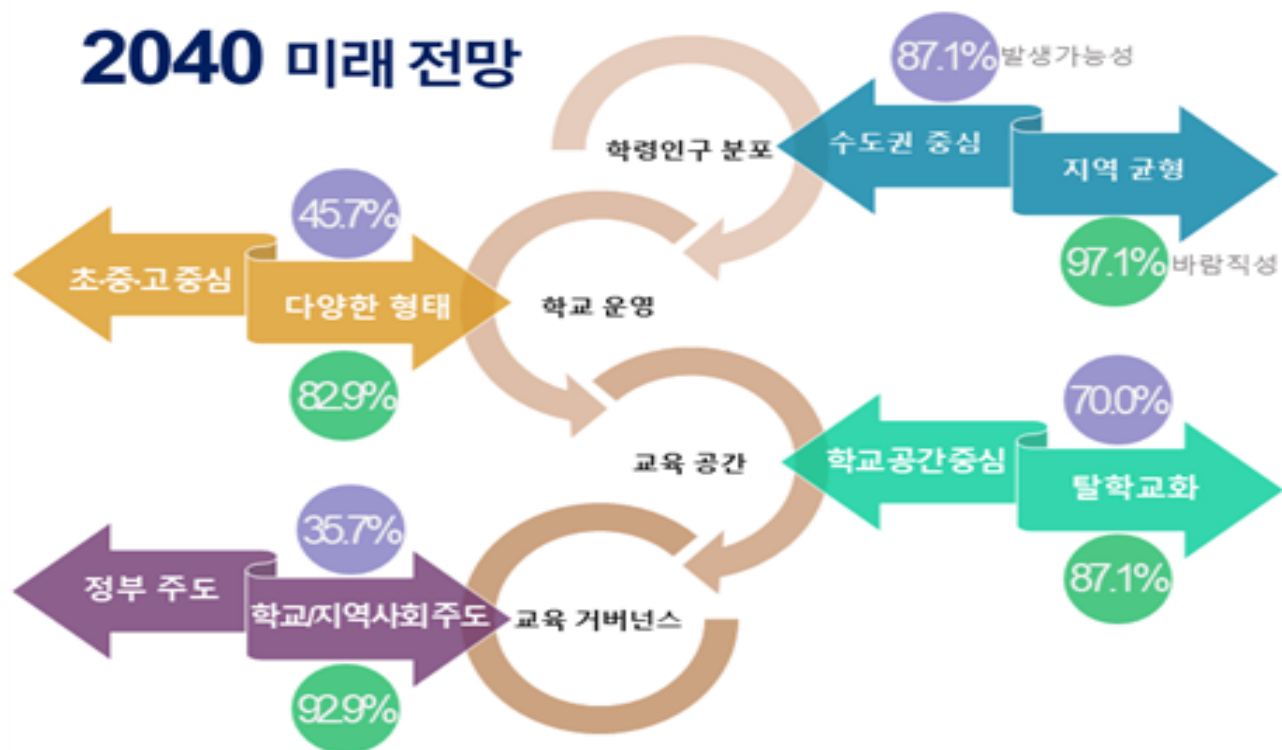 2040 미래 전망
87.1% 발생가능성
학령인구 분포
수도권 중심
지역 균형
97.1% 바람직성
45.7%
초·중·고 중심
다양한 형태
학교 운영
82.9%
70.0%
교육 공간
학교 공간 중심
탈학교화
87.1%
35.7%
정부 주도
학교/지역사회 주도
교육 거버넌스
92.9%